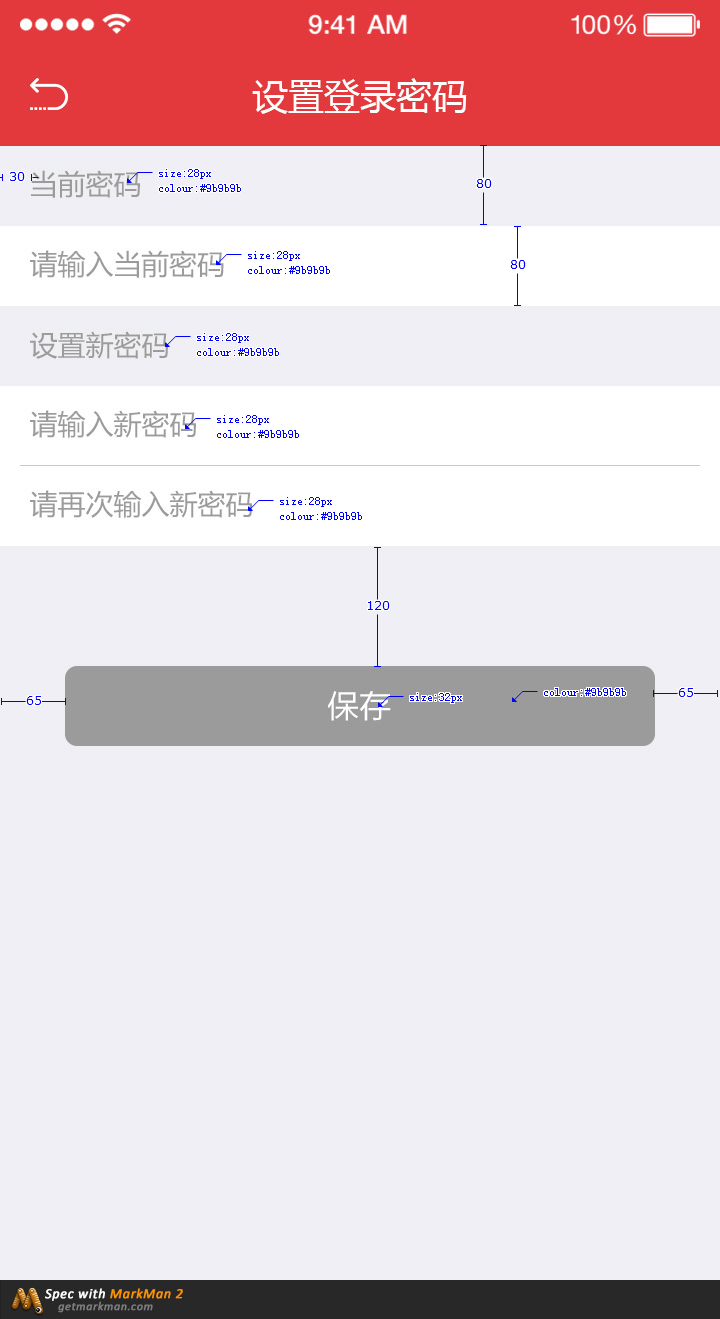 9:41 AM 100%
设置登录密码
30 当前密码 size:28px
colour:#9b9b9b
80
请输入当前密码 size:28px
colour:#9b9b9b
80
设置新密码 size:28px
colour:#9b9b9b
请输入新密码 size:28px
colour:#9b9b9b
请再次输入新密码 size:28px
colour:#9b9b9b
120
65 保存 size:32px colour:#9b9b9b 65
Spec with MarkMan 2
getmarkman.com